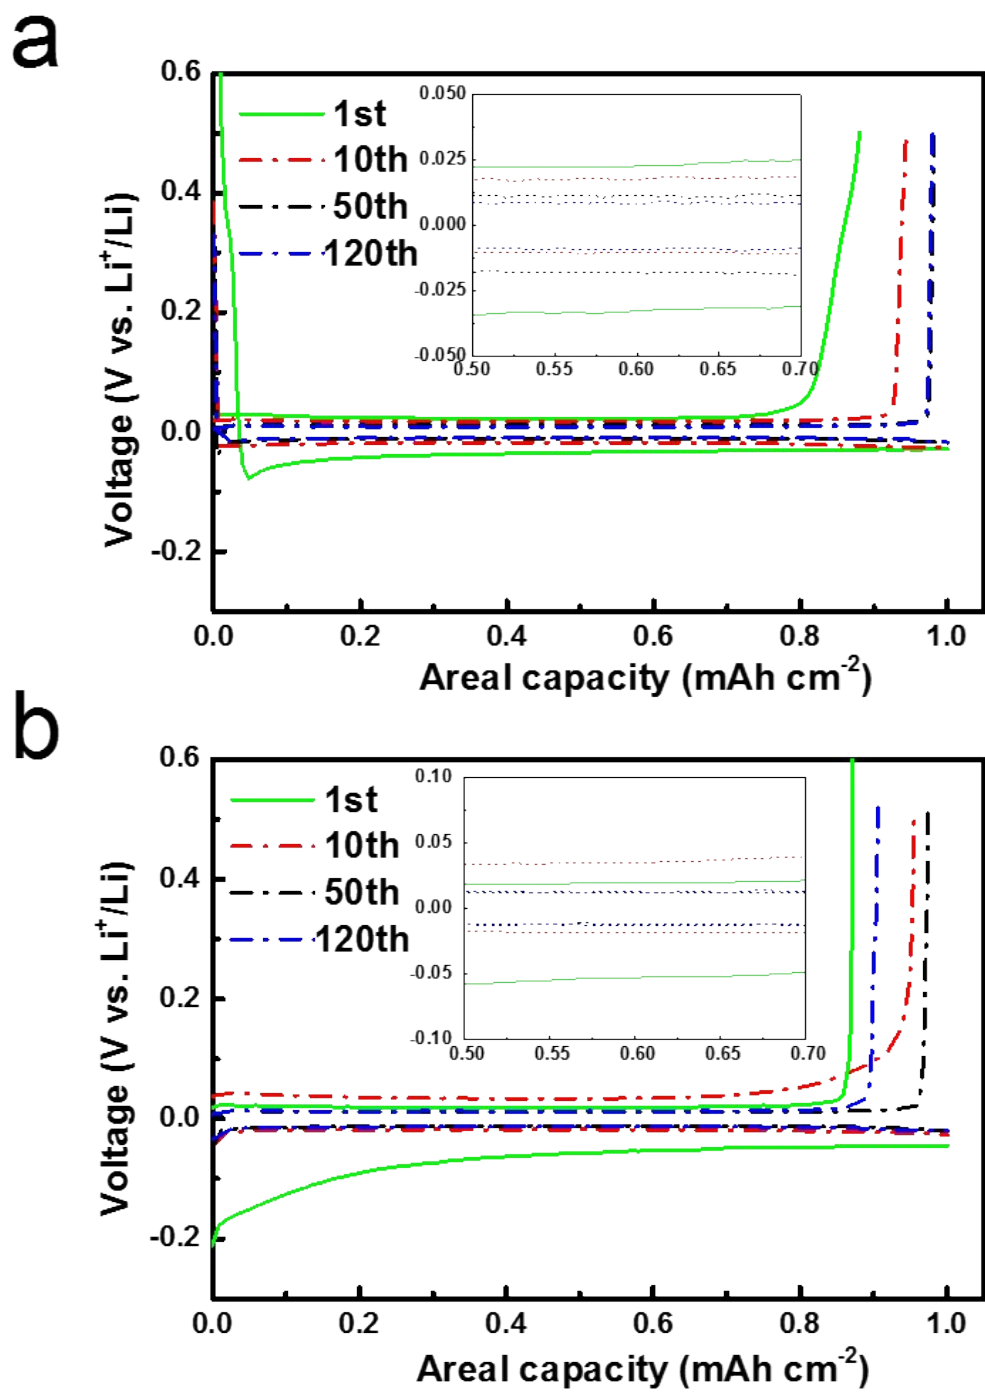 a
0.6
0.4
0.2
0.0
-0.2
Voltage (V vs. Li⁺/Li)
1st
10th
50th
120th
0.050
0.025
0.000
-0.025
-0.050
0.50 0.55 0.60 0.65 0.70
0.0 0.2 0.4 0.6 0.8 1.0
Areal capacity (mAh cm⁻²)
b
0.6
0.4
0.2
0.0
-0.2
Voltage (V vs. Li⁺/Li)
1st
10th
50th
120th
0.10
0.05
0.00
-0.05
-0.10
0.50 0.55 0.60 0.65 0.70
0.0 0.2 0.4 0.6 0.8 1.0
Areal capacity (mAh cm⁻²)